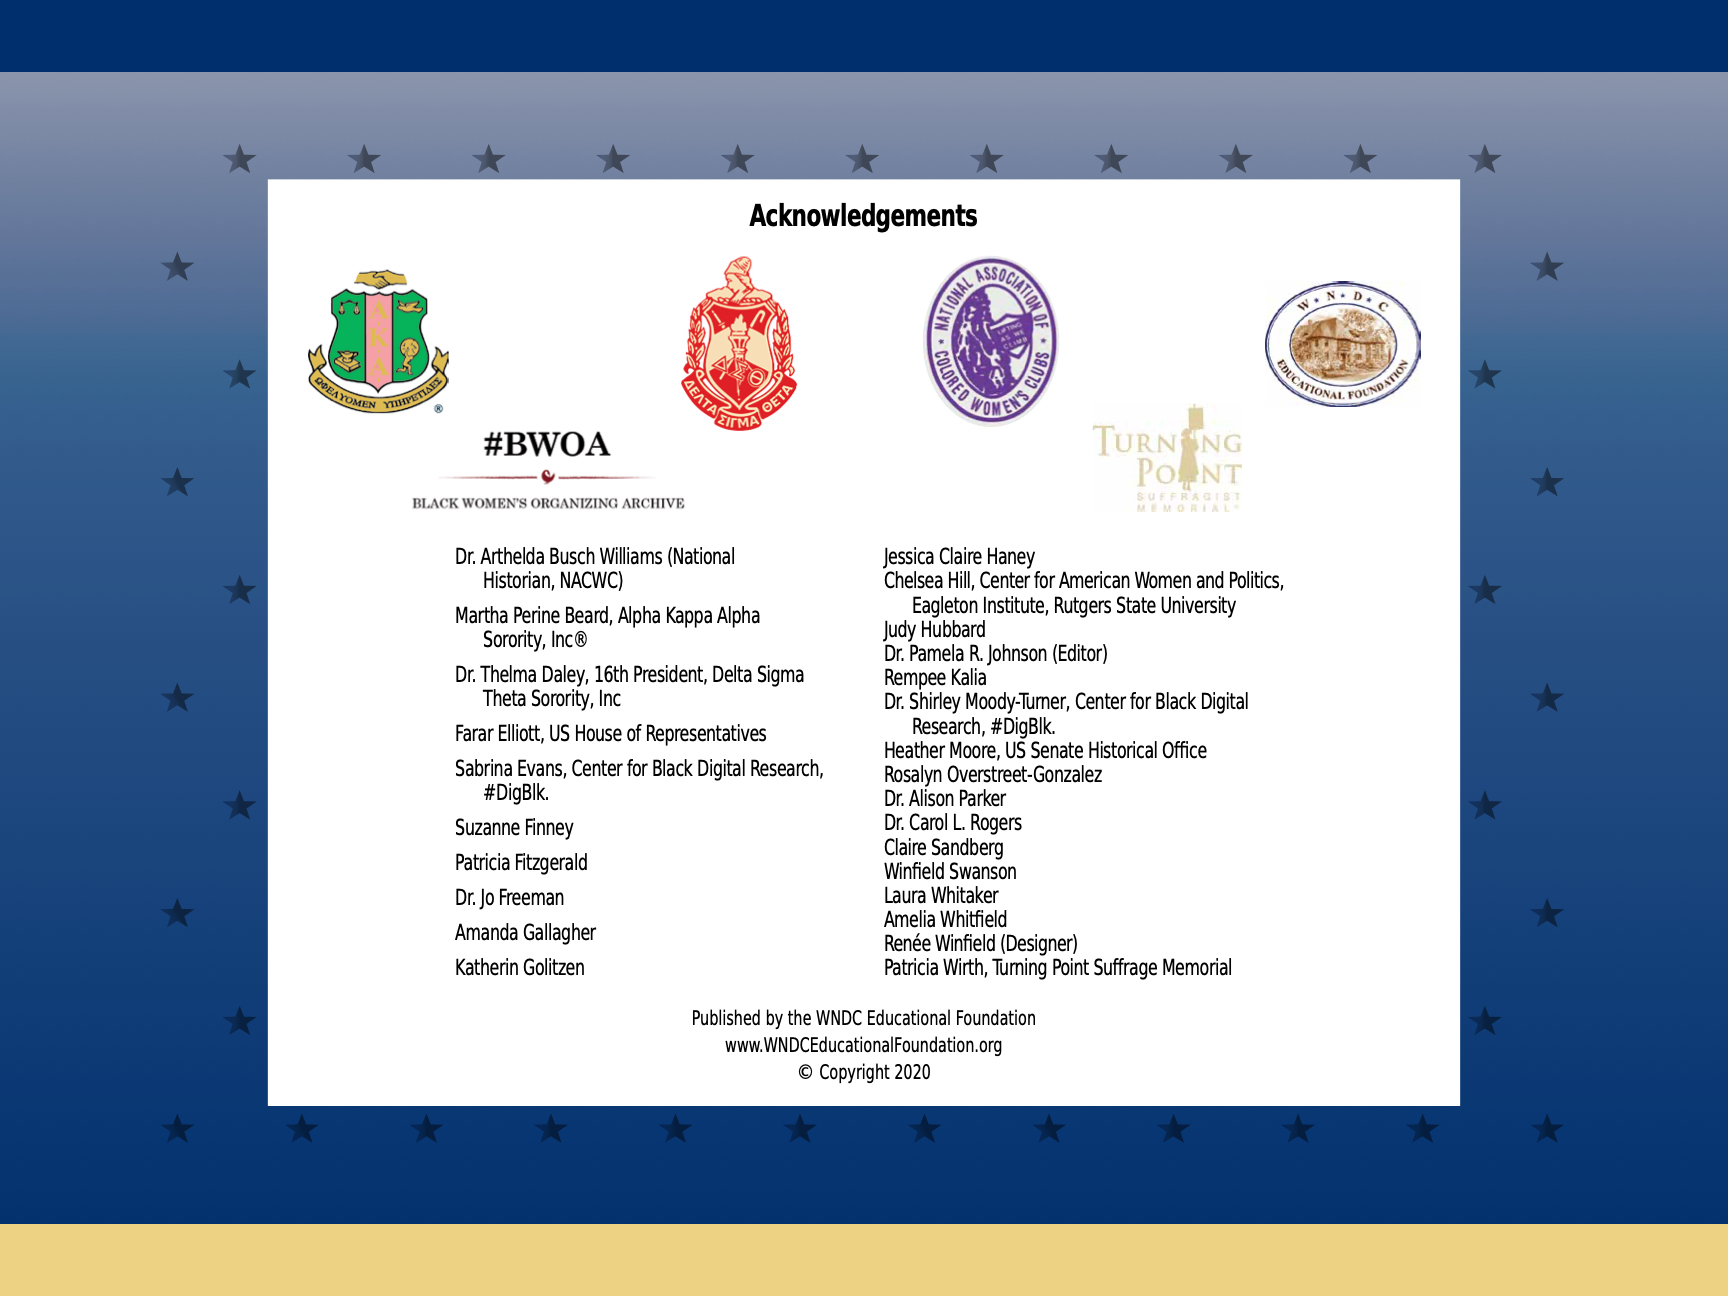 Acknowledgements
ΑΚΑ
ΩΦΕΛΥΟΜΕΝ ΥΠΗΡΕΤΙΔΕΣ
®
ΔΣΘ
ΔΕΛΤΑ ΣΙΓΜΑ ΘΕΤΑ
NATIONAL ASSOCIATION OF
LIFTING
AS WE
CLIMB
COLORED WOMEN'S CLUBS
W N D C
EDUCATIONAL FOUNDATION
#BWOA
BLACK WOMEN'S ORGANIZING ARCHIVE
TURNING
POINT
SUFFRAGIST
MEMORIAL
Dr. Arthelda Busch Williams (National
Historian, NACWC)
Martha Perine Beard, Alpha Kappa Alpha
Sorority, Inc®
Dr. Thelma Daley, 16th President, Delta Sigma
Theta Sorority, Inc
Farar Elliott, US House of Representatives
Sabrina Evans, Center for Black Digital Research,
#DigBlk.
Suzanne Finney
Patricia Fitzgerald
Dr. Jo Freeman
Amanda Gallagher
Katherin Golitzen
Jessica Claire Haney
Chelsea Hill, Center for American Women and Politics,
Eagleton Institute, Rutgers State University
Judy Hubbard
Dr. Pamela R. Johnson (Editor)
Rempee Kalia
Dr. Shirley Moody-Turner, Center for Black Digital
Research, #DigBlk.
Heather Moore, US Senate Historical Office
Rosalyn Overstreet-Gonzalez
Dr. Alison Parker
Dr. Carol L. Rogers
Claire Sandberg
Winfield Swanson
Laura Whitaker
Amelia Whitfield
Renée Winfield (Designer)
Patricia Wirth, Turning Point Suffrage Memorial
Published by the WNDC Educational Foundation
www.WNDCEducationalFoundation.org
© Copyright 2020